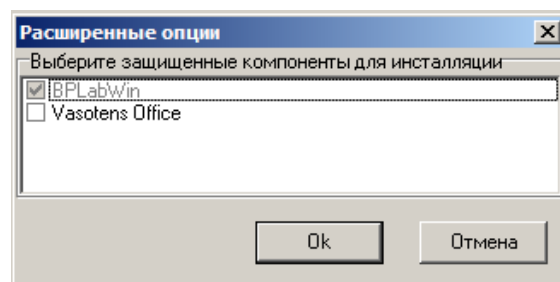 Расширенные опции
Выберите защищенные компоненты для инсталляции
BPLabWin
Vasotens Office
Ok
Отмена